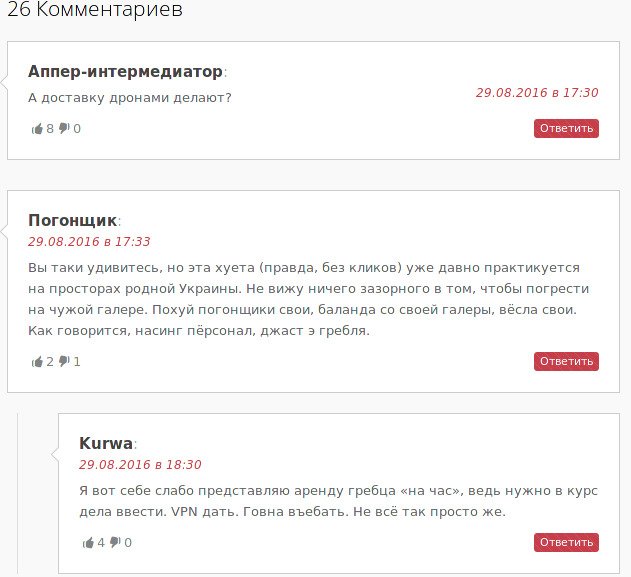 26 Комментариев
Аппер-интермедиатор:
29.08.2016 в 17:30
А доставку дронами делают?
8 0
Ответить
Погонщик:
29.08.2016 в 17:33
Вы таки удивитесь, но эта хуета (правда, без кликов) уже давно практикуется
на просторах родной Украины. Не вижу ничего зазорного в том, чтобы погрести
на чужой галере. Похуй погонщики свои, баланда со своей галеры, вёсла свои.
Как говорится, насинг пёрсонал, джаст э гребля.
2 1
Ответить
Kurwa:
29.08.2016 в 18:30
Я вот себе слабо представляю аренду гребца «на час», ведь нужно в курс
дела ввести. VPN дать. Говна въебать. Не всё так просто же.
4 0
Ответить